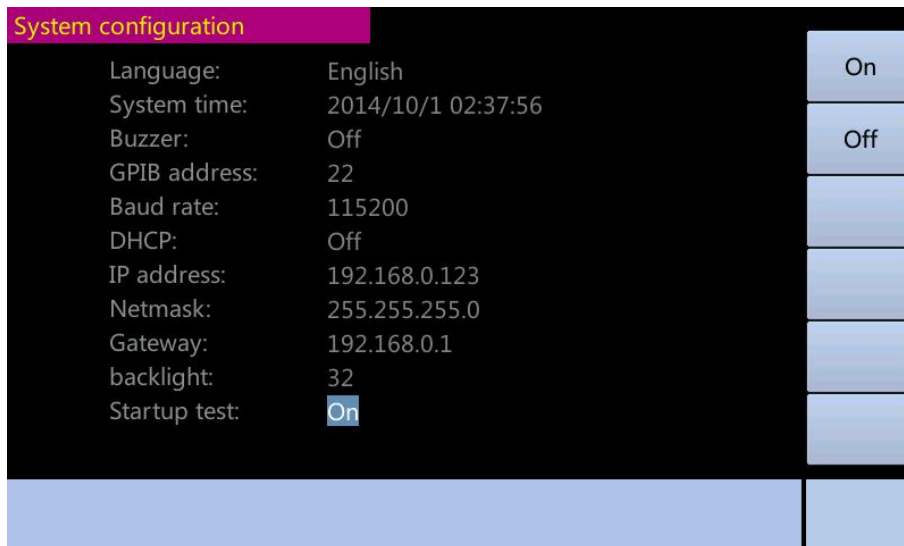 System configuration
Language: English
System time: 2014/10/1 02:37:56
Buzzer: Off
GPIB address: 22
Baud rate: 115200
DHCP: Off
IP address: 192.168.0.123
Netmask: 255.255.255.0
Gateway: 192.168.0.1
backlight: 32
Startup test: On
On
Off